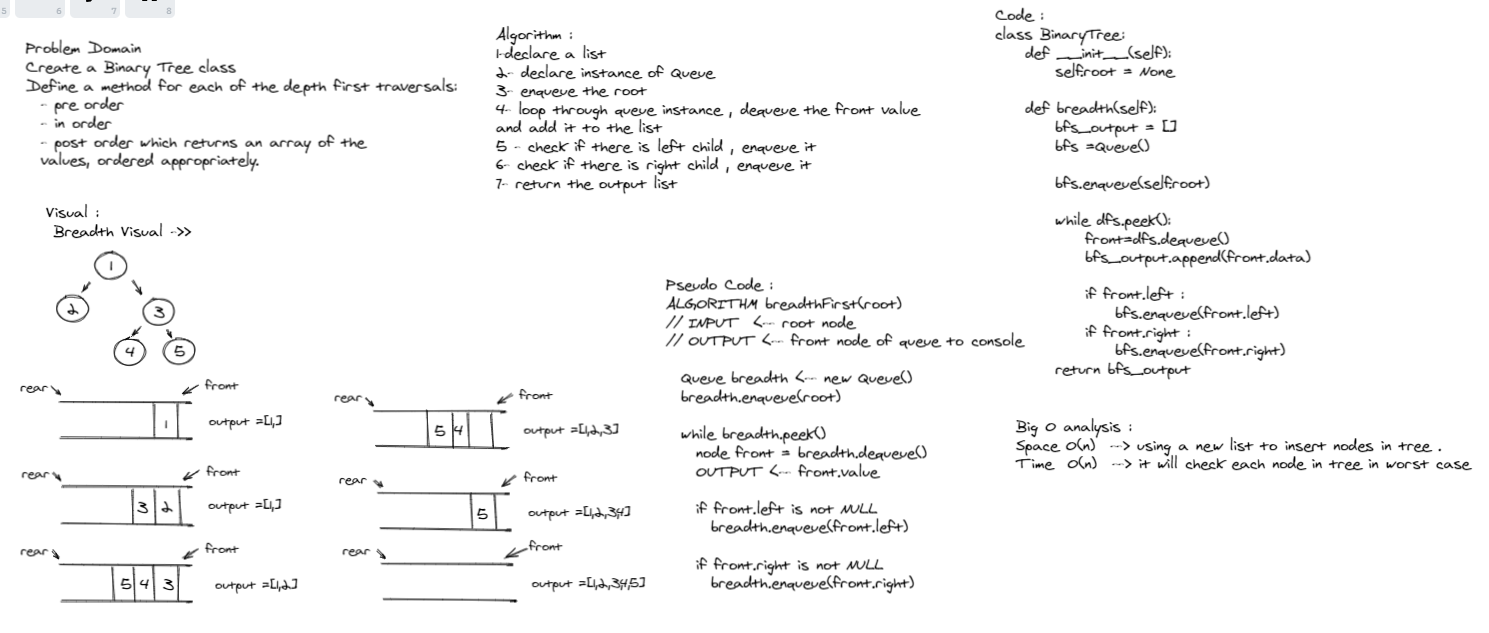 5 6 7 8
Problem Domain
Create a Binary Tree class
Define a method for each of the depth first traversals:
- pre order
- in order
- post order which returns an array of the
values, ordered appropriately.
Visual :
Breadth Visual ->>
1
2
3
4
5
rear
front
1
output =[1,]
rear
front
3 2
output =[1,]
rear
front
5 4 3
output =[1,2]
rear
front
5 4
output =[1,2,3]
rear
front
5
output =[1,2,3,4]
rear
front
output =[1,2,3,4,5]
Algorithm :
1-declare a list
2- declare instance of Queue
3- enqueue the root
4- loop through queue instance , dequeue the front value
and add it to the list
5 - check if there is left child , enqueue it
6- check if there is right child , enqueue it
7- return the output list
Pseudo Code :
ALGORITHM breadthFirst(root)
// INPUT <-- root node
// OUTPUT <-- front node of queue to console
Queue breadth <-- new Queue()
breadth.enqueue(root)
while breadth.peek()
node front = breadth.dequeue()
OUTPUT <-- front.value
if front.left is not NULL
breadth.enqueue(front.left)
if front.right is not NULL
breadth.enqueue(front.right)
Code :
class BinaryTree:
def __init__(self):
self.root = None
def breadth(self):
bfs_output = []
bfs =Queue()
bfs.enqueue(self.root)
while dfs.peek():
front=dfs.dequeue()
bfs_output.append(front.data)
if front.left :
bfs.enqueue(front.left)
if front.right :
bfs.enqueue(front.right)
return bfs_output
Big O analysis :
Space O(n) --> using a new list to insert nodes in tree .
Time O(n) --> it will check each node in tree in worst case